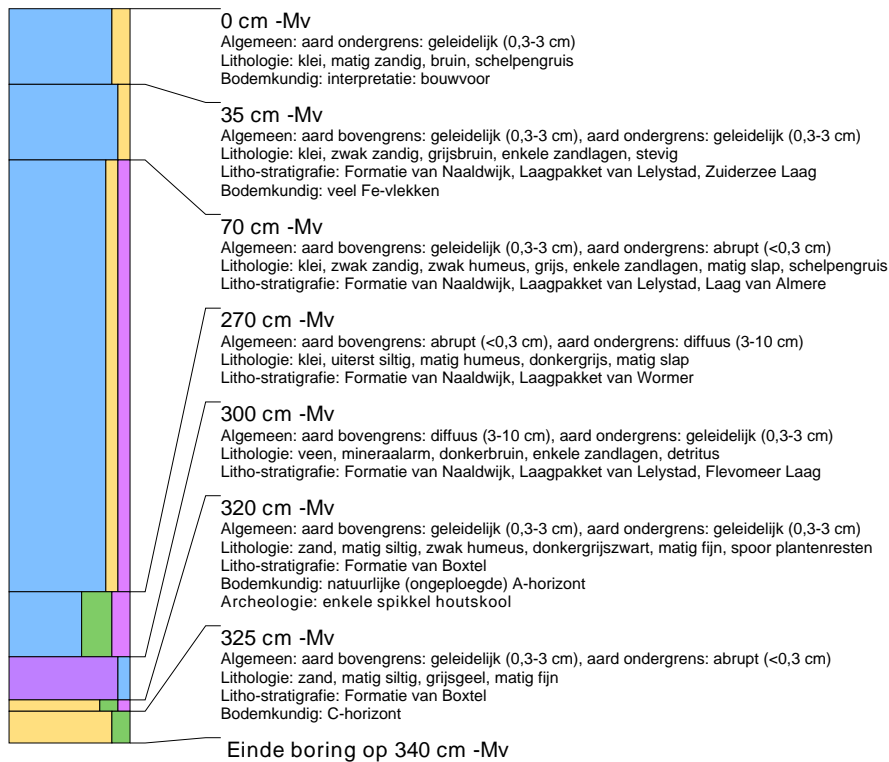 0 cm -Mv
Algemeen: aard ondergrens: geleidelijk (0,3-3 cm)
Lithologie: klei, matig zandig, bruin, schelpengruis
Bodemkundig: interpretatie: bouwvoor
35 cm -Mv
Algemeen: aard bovengrens: geleidelijk (0,3-3 cm), aard ondergrens: geleidelijk (0,3-3 cm)
Lithologie: klei, zwak zandig, grijsbruin, enkele zandlagen, stevig
Litho-stratigrafie: Formatie van Naaldwijk, Laagpakket van Lelystad, Zuiderzee Laag
Bodemkundig: veel Fe-vlekken
70 cm -Mv
Algemeen: aard bovengrens: geleidelijk (0,3-3 cm), aard ondergrens: abrupt (<0,3 cm)
Lithologie: klei, zwak zandig, zwak humeus, grijs, enkele zandlagen, matig slap, schelpengruis
Litho-stratigrafie: Formatie van Naaldwijk, Laagpakket van Lelystad, Laag van Almere
270 cm -Mv
Algemeen: aard bovengrens: abrupt (<0,3 cm), aard ondergrens: diffuus (3-10 cm)
Lithologie: klei, uiterst siltig, matig humeus, donkergrijs, matig slap
Litho-stratigrafie: Formatie van Naaldwijk, Laagpakket van Wormer
300 cm -Mv
Algemeen: aard bovengrens: diffuus (3-10 cm), aard ondergrens: geleidelijk (0,3-3 cm)
Lithologie: veen, mineraalarm, donkerbruin, enkele zandlagen, detritus
Litho-stratigrafie: Formatie van Naaldwijk, Laagpakket van Lelystad, Flevomeer Laag
320 cm -Mv
Algemeen: aard bovengrens: geleidelijk (0,3-3 cm), aard ondergrens: geleidelijk (0,3-3 cm)
Lithologie: zand, matig siltig, zwak humeus, donkergrijszwart, matig fijn, spoor plantenresten
Litho-stratigrafie: Formatie van Boxtel
Bodemkundig: natuurlijke (ongeploegde) A-horizont
Archeologie: enkele spikkel houtskool
325 cm -Mv
Algemeen: aard bovengrens: geleidelijk (0,3-3 cm), aard ondergrens: abrupt (<0,3 cm)
Lithologie: zand, matig siltig, grijsgeel, matig fijn
Litho-stratigrafie: Formatie van Boxtel
Bodemkundig: C-horizont
Einde boring op 340 cm -Mv